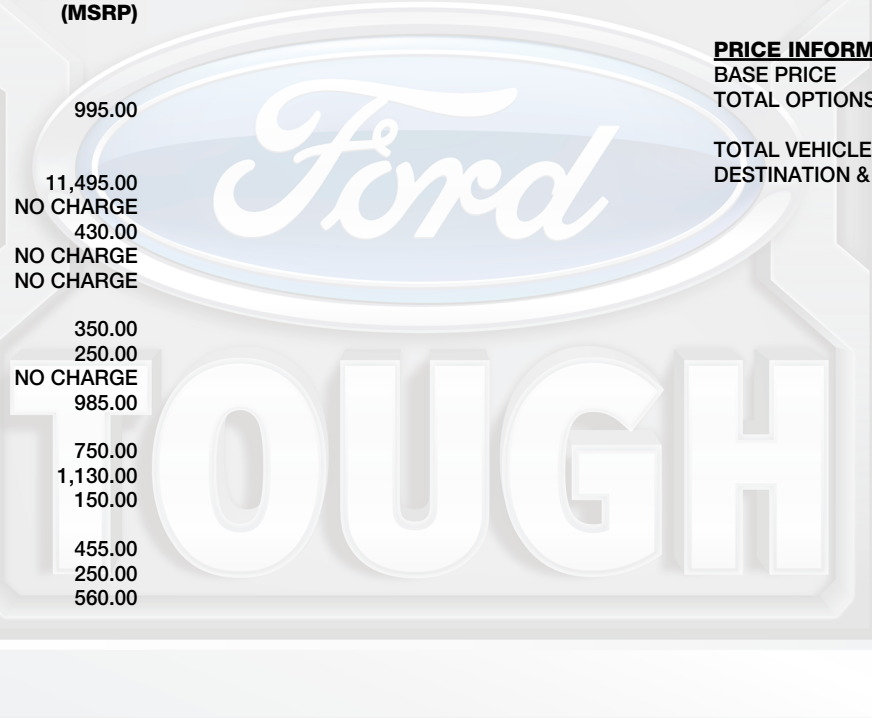 (MSRP)
995.00
11,495.00
NO CHARGE
430.00
NO CHARGE
NO CHARGE
350.00
250.00
NO CHARGE
985.00
750.00
1,130.00
150.00
455.00
250.00
560.00
PRICE INFORM
BASE PRICE
TOTAL OPTIONS
TOTAL VEHICLE
DESTINATION &
Ford
TOUGH